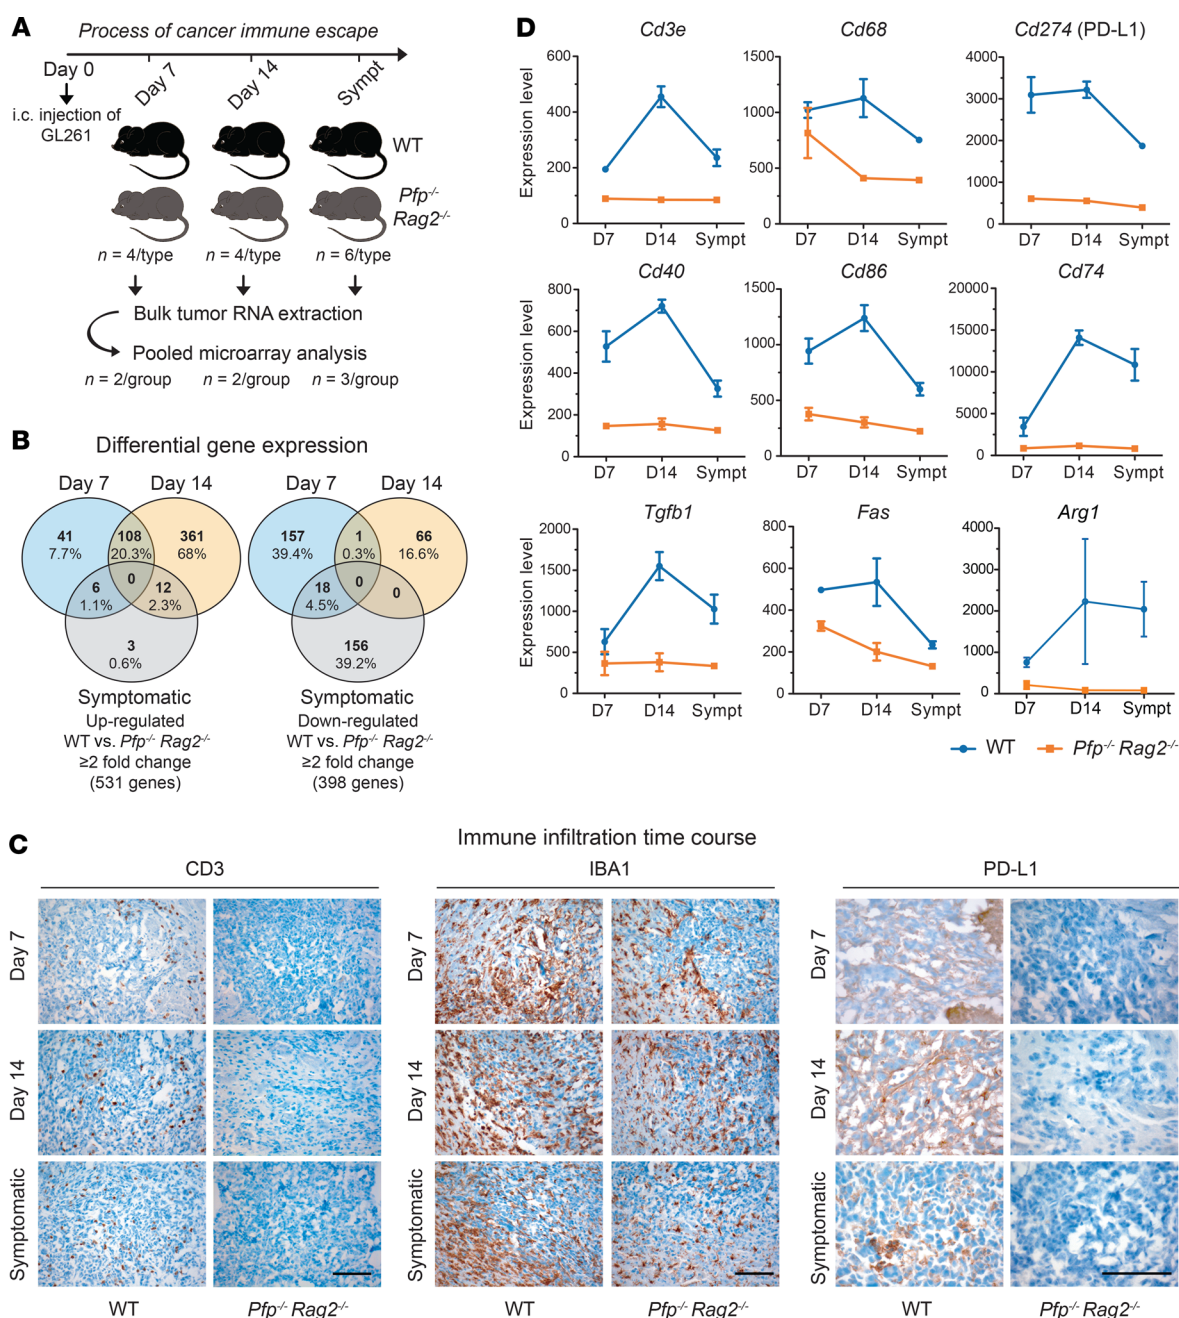 A
Process of cancer immune escape
Day 0
Day 7
Day 14
Sympt
i.c. injection of
GL261
WT
Pfp-/-
Rag2-/-
n = 4/type
n = 4/type
n = 6/type
Bulk tumor RNA extraction
Pooled microarray analysis
n = 2/group
n = 2/group
n = 3/group
B
Differential gene expression
Day 7
Day 14
41
7.7%
108
20.3%
361
68%
0
6
1.1%
12
2.3%
3
0.6%
Symptomatic
Up-regulated
WT vs. Pfp-/- Rag2-/-
≥2 fold change
(531 genes)
Day 7
Day 14
157
39.4%
1
0.3%
66
16.6%
0
18
4.5%
0
156
39.2%
Symptomatic
Down-regulated
WT vs. Pfp-/- Rag2-/-
≥2 fold change
(398 genes)
D
Cd3e
Expression level
600
400
200
0
D7
D14
Sympt
Cd68
1500
1000
500
0
D7
D14
Sympt
Cd274 (PD-L1)
4000
3000
2000
1000
0
D7
D14
Sympt
Cd40
Expression level
800
600
400
200
0
D7
D14
Sympt
Cd86
1500
1000
500
0
D7
D14
Sympt
Cd74
20000
15000
10000
5000
0
D7
D14
Sympt
Tgfb1
Expression level
2000
1500
1000
500
0
D7
D14
Sympt
Fas
800
600
400
200
0
D7
D14
Sympt
Arg1
4000
3000
2000
1000
0
D7
D14
Sympt
WT
Pfp-/- Rag2-/-
C
Immune infiltration time course
CD3
IBA1
PD-L1
Day 7
Day 14
Symptomatic
Day 7
Day 14
Symptomatic
Day 7
Day 14
Symptomatic
WT
Pfp-/- Rag2-/-
WT
Pfp-/- Rag2-/-
WT
Pfp-/- Rag2-/-